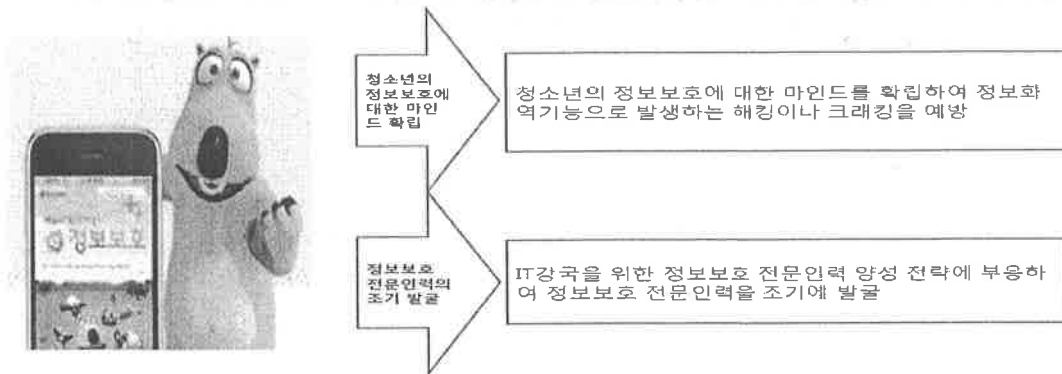 정보보호
청소년의
정보보호에
대한 마인
드 확립
청소년의 정보보호에 대한 마인드를 확립하여 정보화
역기능으로 발생하는 해킹이나 크래킹을 예방
정보보호
전문인력의
조기 발굴
IT강국을 위한 정보보호 전문인력 양성 전략에 부응하
여 정보보호 전문인력을 조기에 발굴